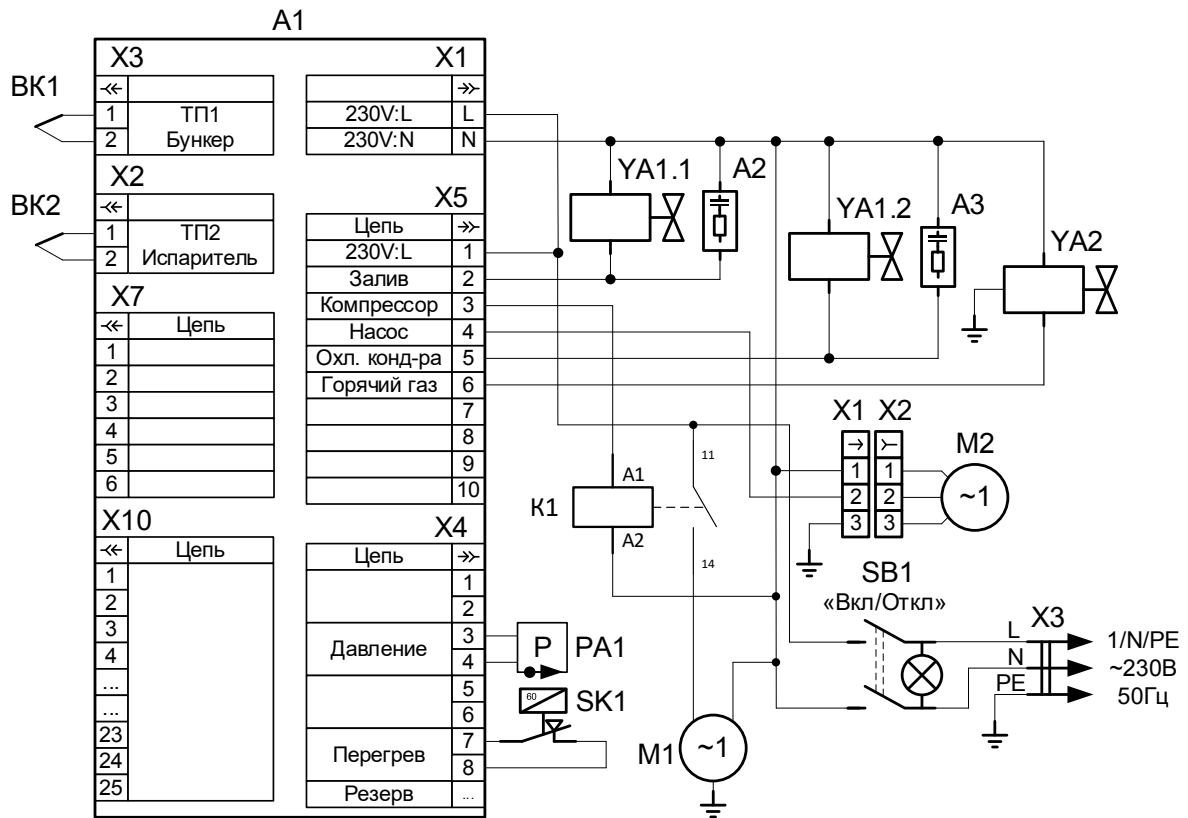 A1
X3
X1
BK1
1 ТП1
2 Бункер
230V:L L
230V:N N
X2
BK2
1 ТП2
2 Испаритель
X5
Цепь
230V:L 1
Залив 2
Компрессор 3
Насос 4
Охл. конд-ра 5
Горячий газ 6
7
8
9
10
X7
Цепь
1
2
3
4
5
6
X10
Цепь
1
2
3
4
...
...
23
24
25
X4
Цепь
1
2
Давление
3
4
5
6
Перегрев
7
8
Резерв ...
YA1.1
A2
YA1.2
A3
YA2
K1
A1
A2
11
14
X1 X2
1 1
2 2
3 3
M2
~1
P PA1
60
SK1
M1
~1
SB1
«Вкл/Откл»
X3
L
N
PE
1/N/PE
~230В
50Гц